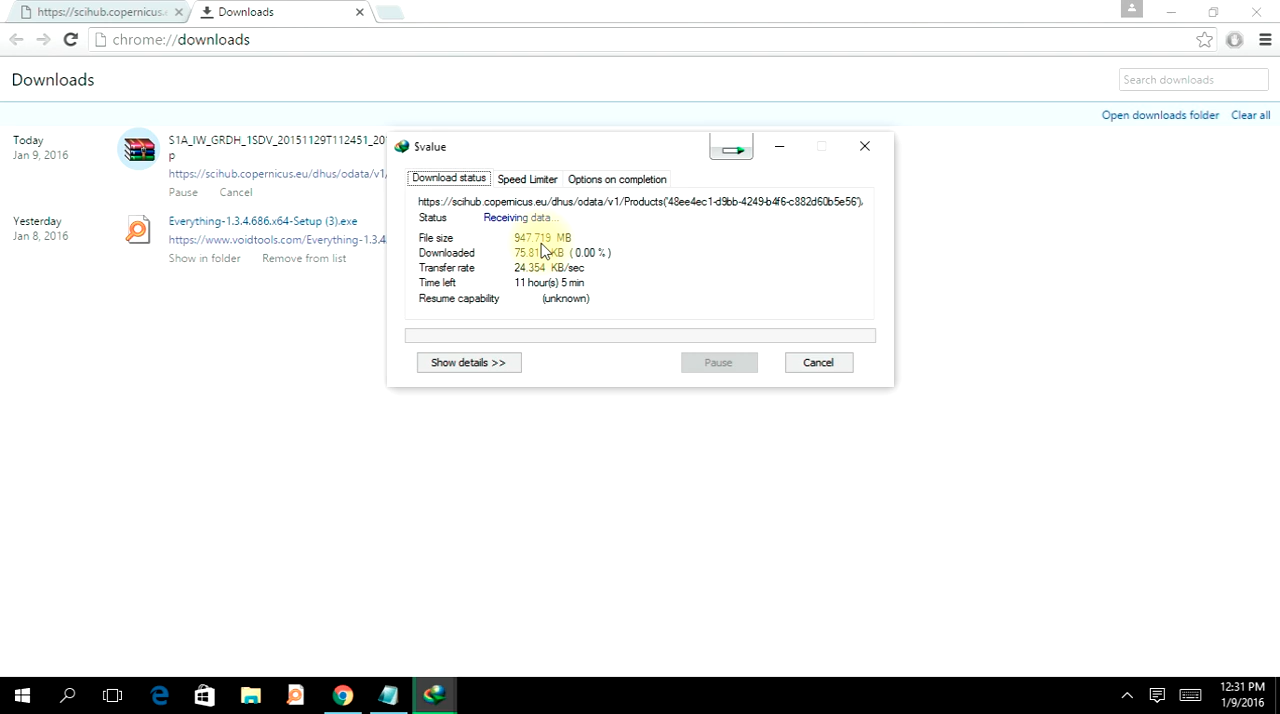 https://scihub.copernicus.
Downloads
chrome://downloads
Downloads
Search downloads
Open downloads folder Clear all
Today
Jan 9, 2016
S1A_IW_GRDH_1SDV_20151129T112451_20
p
https://scihub.copernicus.eu/dhus/odata/v1/
Pause Cancel
Yesterday
Jan 8, 2016
Everything-1.3.4.686.x64-Setup (3).exe
https://www.voidtools.com/Everything-1.3.4
Show in folder Remove from list
$value
Download status Speed Limiter Options on completion
https://scihub.copernicus.eu/dhus/odata/v1/Products('48ee4ec1-d9bb-4249-b4f6-c882d60b5e56'),
Status Receiving data...
File size 947.719 MB
Downloaded KB ( 0.00 % )
Transfer rate 24.354 KB/sec
Time left 11 hour(s) 5 min
Resume capability (unknown)
Show details >> Pause Cancel
12:31 PM
1/9/2016